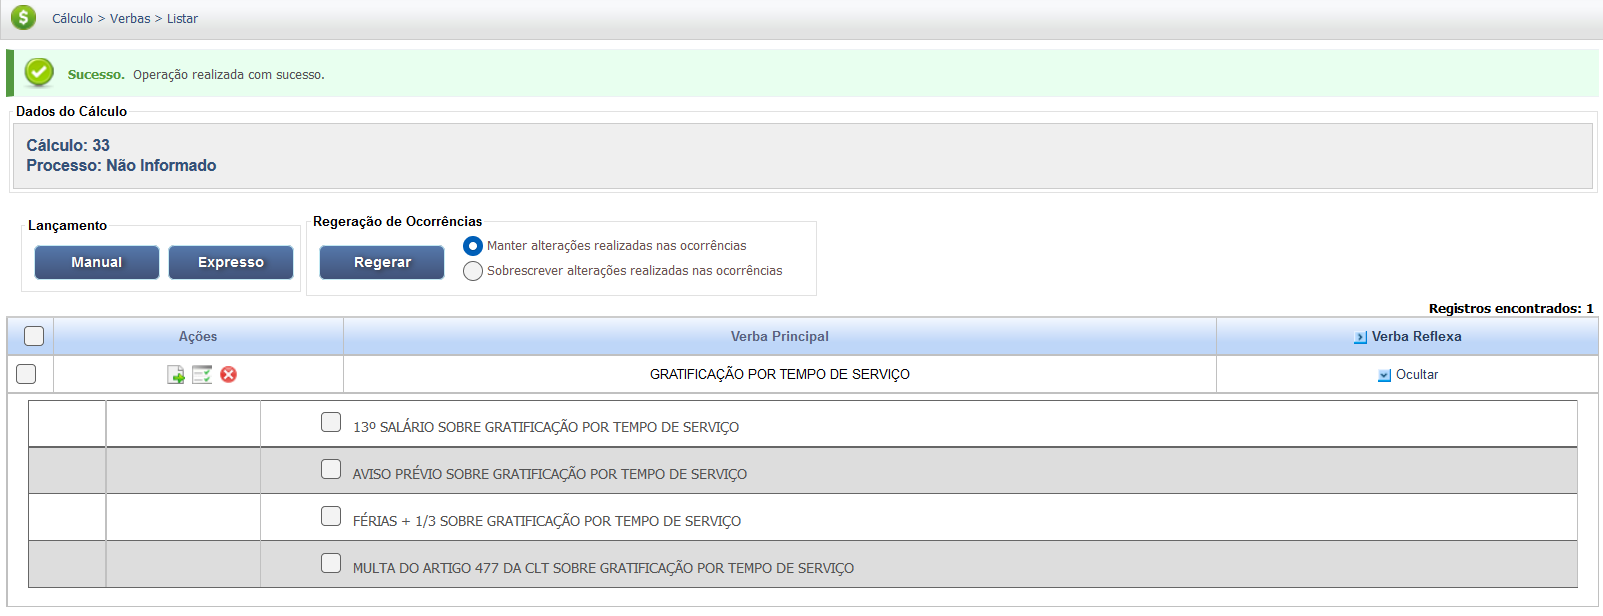 Cálculo > Verbas > Listar
Sucesso. Operação realizada com sucesso.
Dados do Cálculo
Cálculo: 33
Processo: Não Informado
Lançamento
Manual Expresso
Regeração de Ocorrências
Regerar
Manter alterações realizadas nas ocorrências
Sobrescrever alterações realizadas nas ocorrências
Registros encontrados: 1
Ações Verba Principal Verba Reflexa
GRATIFICAÇÃO POR TEMPO DE SERVIÇO Ocultar
13º SALÁRIO SOBRE GRATIFICAÇÃO POR TEMPO DE SERVIÇO
AVISO PRÉVIO SOBRE GRATIFICAÇÃO POR TEMPO DE SERVIÇO
FÉRIAS + 1/3 SOBRE GRATIFICAÇÃO POR TEMPO DE SERVIÇO
MULTA DO ARTIGO 477 DA CLT SOBRE GRATIFICAÇÃO POR TEMPO DE SERVIÇO